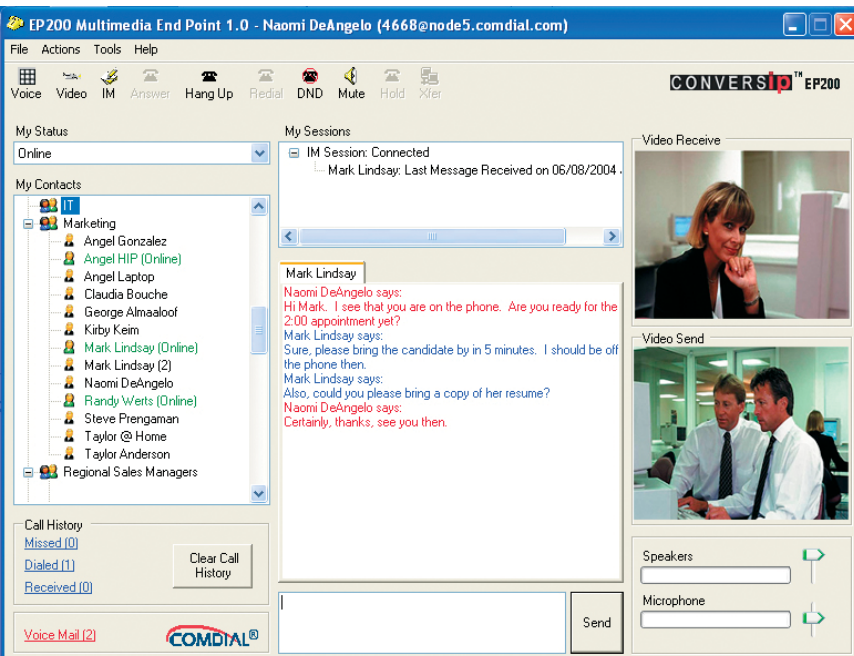 EP200 Multimedia End Point 1.0 - Naomi DeAngelo (4668@node5.comdial.com)
File Actions Tools Help
Voice Video IM Answer Hang Up Redial DND Mute Hold Xfer
CONVERSIP™ EP200
My Status
Online
My Contacts
IT
Marketing
Angel Gonzalez
Angel HIP (Online)
Angel Laptop
Claudia Bouche
George Almaaloof
Kirby Keim
Mark Lindsay (Online)
Mark Lindsay (2)
Naomi DeAngelo
Randy Werts (Online)
Steve Prengaman
Taylor @ Home
Taylor Anderson
Regional Sales Managers
Call History
Missed (0)
Dialed (1)
Received (0)
Clear Call
History
Voice Mail (2)
COMDIAL®
My Sessions
IM Session: Connected
Mark Lindsay: Last Message Received on 06/08/2004
Mark Lindsay
Naomi DeAngelo says:
Hi Mark. I see that you are on the phone. Are you ready for the
2:00 appointment yet?
Mark Lindsay says:
Sure, please bring the candidate by in 5 minutes. I should be off
the phone then.
Mark Lindsay says:
Also, could you please bring a copy of her resume?
Naomi DeAngelo says:
Certainly, thanks, see you then.
Send
Video Receive
Video Send
Speakers
Microphone